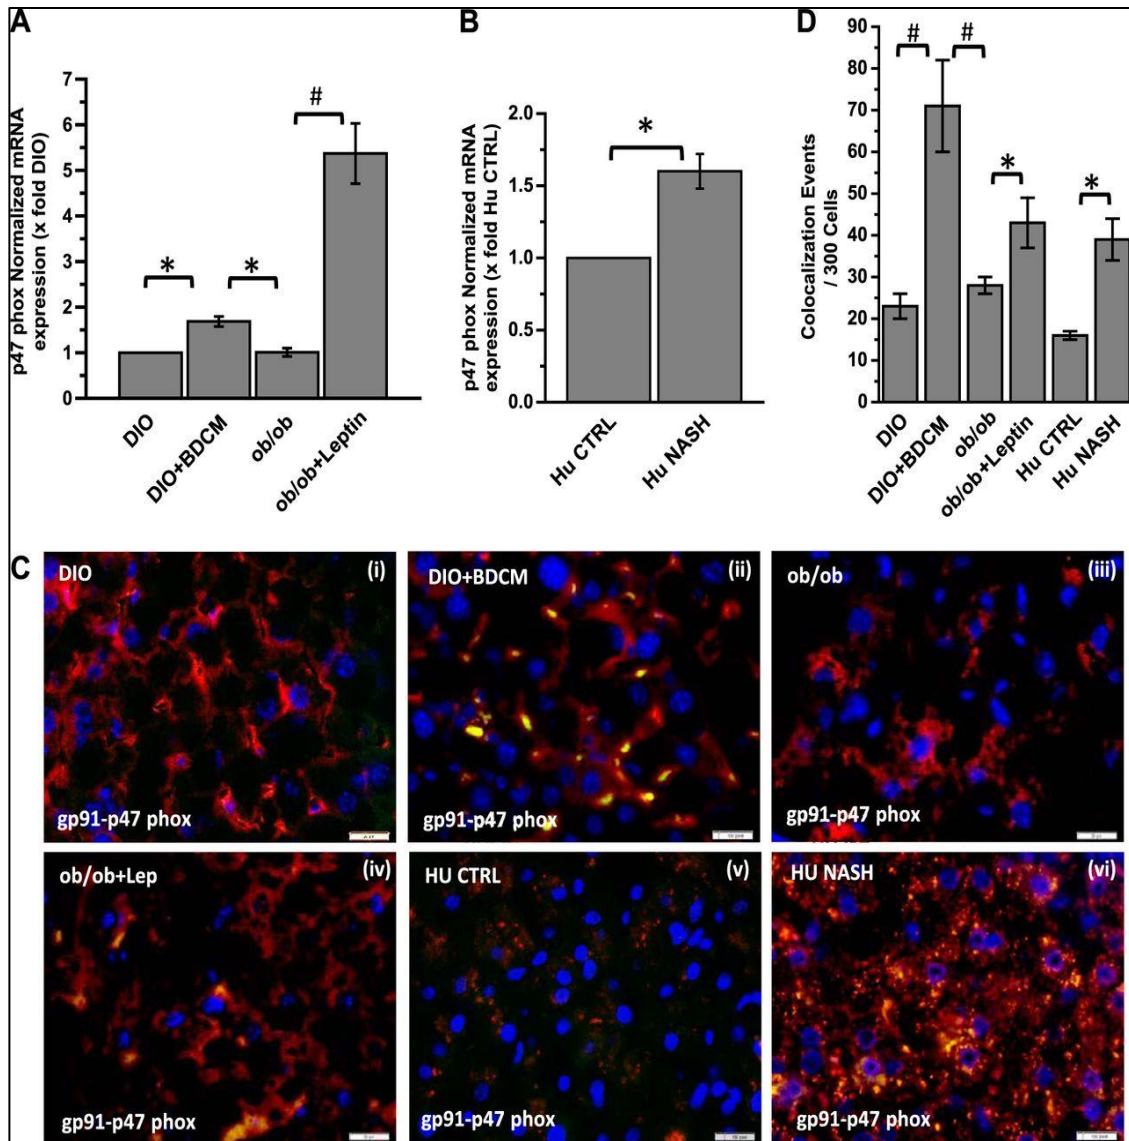 A
p47 phox Normalized mRNA
expression (x fold DIO)
7
6
5
4
3
2
1
0
*
*
#
DIO
DIO+BDCM
ob/ob
ob/ob+Leptin
B
p47 phox Normalized mRNA
expression (x fold Hu CTRL)
2.0
1.5
1.0
0.5
0.0
*
Hu CTRL
Hu NASH
D
Colocalization Events
/ 300 Cells
90
80
70
60
50
40
30
20
10
0
#
#
*
*
DIO
DIO+BDCM
ob/ob
ob/ob+Leptin
Hu CTRL
Hu NASH
C
DIO
(i)
gp91-p47 phox
DIO+BDCM
(ii)
gp91-p47 phox
ob/ob
(iii)
gp91-p47 phox
ob/ob+Lep
(iv)
gp91-p47 phox
HU CTRL
(v)
gp91-p47 phox
HU NASH
(vi)
gp91-p47 phox